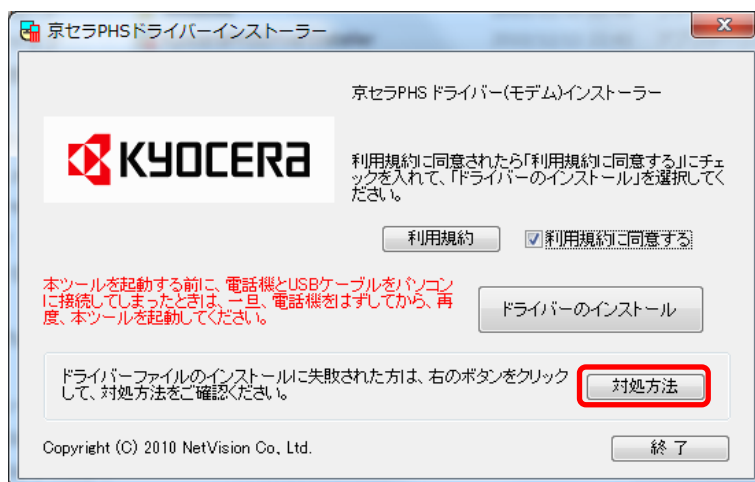 京セラPHSドライバーインストーラー
京セラPHS ドライバー(モデム)インストーラー
KYOCERa
利用規約に同意されたら「利用規約に同意する」にチェ
ックを入れて、「ドライバーのインストール」を選択してく
ださい。
利用規約
利用規約に同意する
本ツールを起動する前に、電話機とUSBケーブルをパソコン
に接続してしまったときは、一旦、電話機をはずしてから、再
度、本ツールを起動してください。
ドライバーのインストール
ドライバーファイルのインストールに失敗された方は、右のボタンをクリック
して、対処方法をご確認ください。
対処方法
Copyright (C) 2010 NetVision Co, Ltd.
終 了